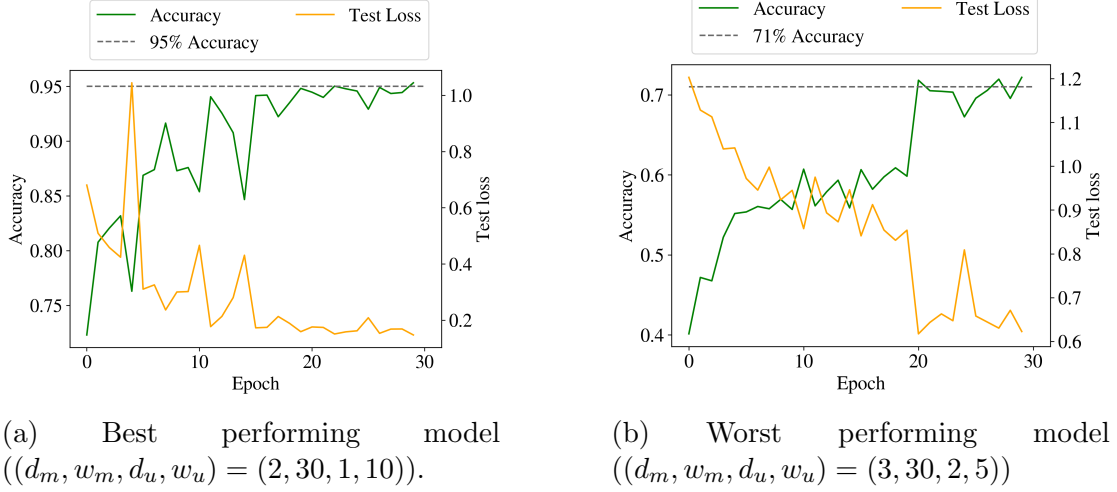 Accuracy
Test Loss
95% Accuracy
0.95
0.90
0.85
0.80
0.75
Accuracy
1.0
0.8
0.6
0.4
0.2
Test loss
0 10 20 30
Epoch
(a) Best performing model
((d_m, w_m, d_u, w_u) = (2, 30, 1, 10)).
Accuracy
Test Loss
71% Accuracy
0.7
0.6
0.5
0.4
Accuracy
1.2
1.1
1.0
0.9
0.8
0.7
0.6
Test loss
0 10 20 30
Epoch
(b) Worst performing model
((d_m, w_m, d_u, w_u) = (3, 30, 2, 5))